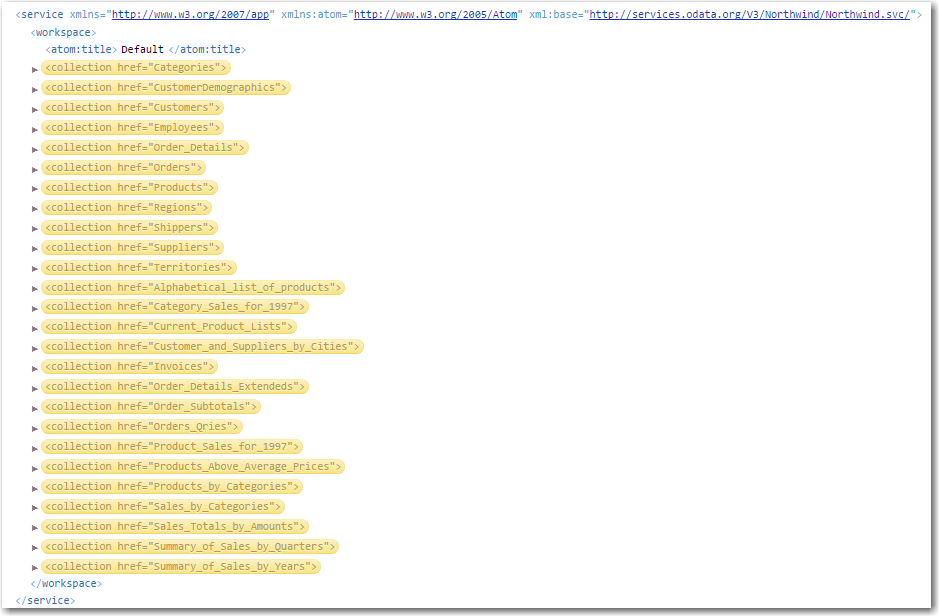 <service xmlns="http://www.w3.org/2007/app" xmlns:atom="http://www.w3.org/2005/Atom" xml:base="http://services.odata.org/V3/Northwind/Northwind.svc/">
<workspace>
<atom:title> Default </atom:title>
<collection href="Categories">
<collection href="CustomerDemographics">
<collection href="Customers">
<collection href="Employees">
<collection href="Order_Details">
<collection href="Orders">
<collection href="Products">
<collection href="Regions">
<collection href="Shippers">
<collection href="Suppliers">
<collection href="Territories">
<collection href="Alphabetical_list_of_products">
<collection href="Category_Sales_for_1997">
<collection href="Current_Product_Lists">
<collection href="Customer_and_Suppliers_by_Cities">
<collection href="Invoices">
<collection href="Order_Details_Extendeds">
<collection href="Order_Subtotals">
<collection href="Orders_Qries">
<collection href="Product_Sales_for_1997">
<collection href="Products_Above_Average_Prices">
<collection href="Products_by_Categories">
<collection href="Sales_by_Categories">
<collection href="Sales_Totals_by_Amounts">
<collection href="Summary_of_Sales_by_Quarters">
<collection href="Summary_of_Sales_by_Years">
</workspace>
</service>